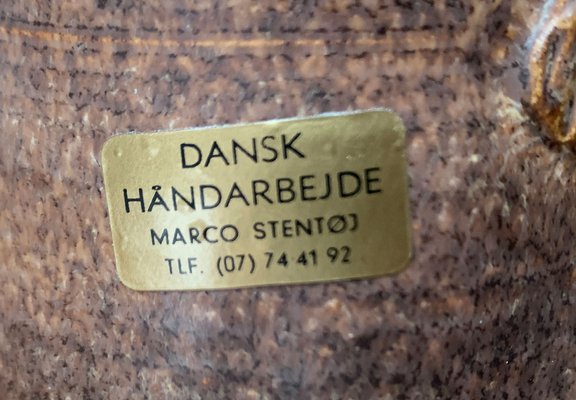 DANSK
HÅNDARBEJDE
MARCO STENTØJ
TLF. (07) 74 41 92